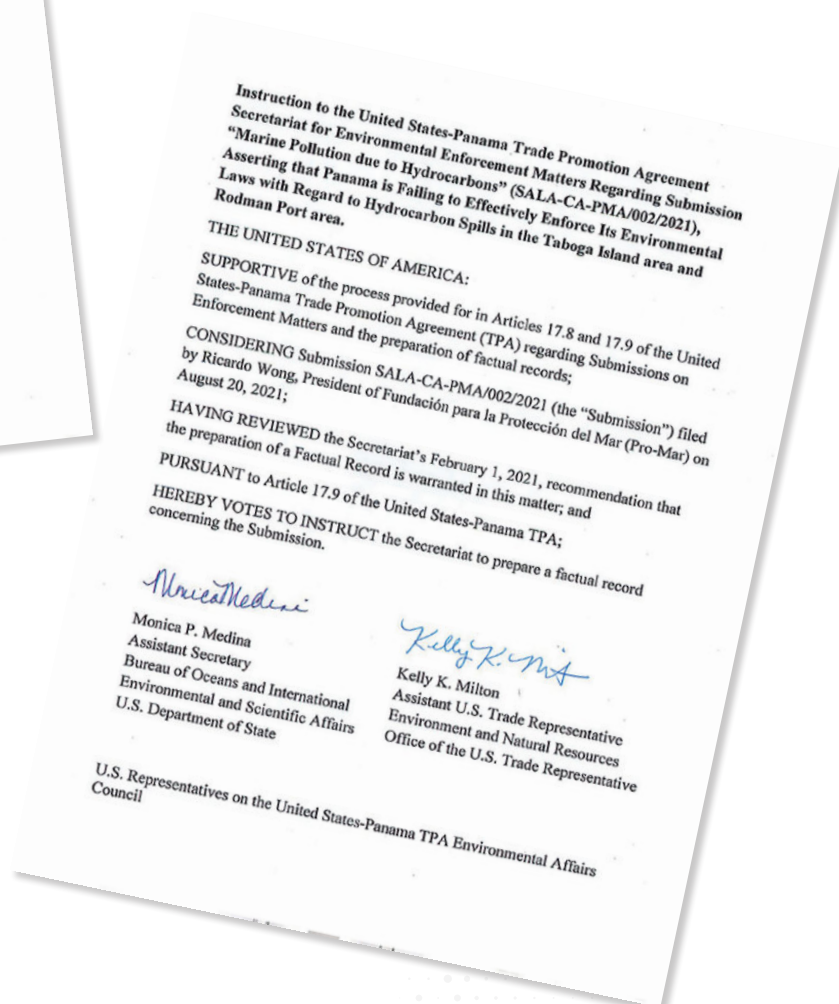 Instruction to the United States-Panama Trade Promotion Agreement
Secretariat for Environmental Enforcement Matters Regarding Submission
“Marine Pollution due to Hydrocarbons” (SALA-CA-PMA/002/2021),
Asserting that Panama is Failing to Effectively Enforce Its Environmental
Laws with Regard to Hydrocarbon Spills in the Taboga Island area and
Rodman Port area.
THE UNITED STATES OF AMERICA:
SUPPORTIVE of the process provided for in Articles 17.8 and 17.9 of the United
States-Panama Trade Promotion Agreement (TPA) regarding Submissions on
Enforcement Matters and the preparation of factual records;
CONSIDERING Submission SALA-CA-PMA/002/2021 (the “Submission”) filed
by Ricardo Wong, President of Fundación para la Protección del Mar (Pro-Mar) on
August 20, 2021;
HAVING REVIEWED the Secretariat’s February 1, 2021, recommendation that
the preparation of a Factual Record is warranted in this matter; and
PURSUANT to Article 17.9 of the United States-Panama TPA;
HEREBY VOTES TO INSTRUCT the Secretariat to prepare a factual record
concerning the Submission.
Monica Medina
Monica P. Medina
Assistant Secretary
Bureau of Oceans and International
Environmental and Scientific Affairs
U.S. Department of State
Kelly K.
Kelly K. Milton
Assistant U.S. Trade Representative
Environment and Natural Resources
Office of the U.S. Trade Representative
U.S. Representatives on the United States-Panama TPA Environmental Affairs
Council